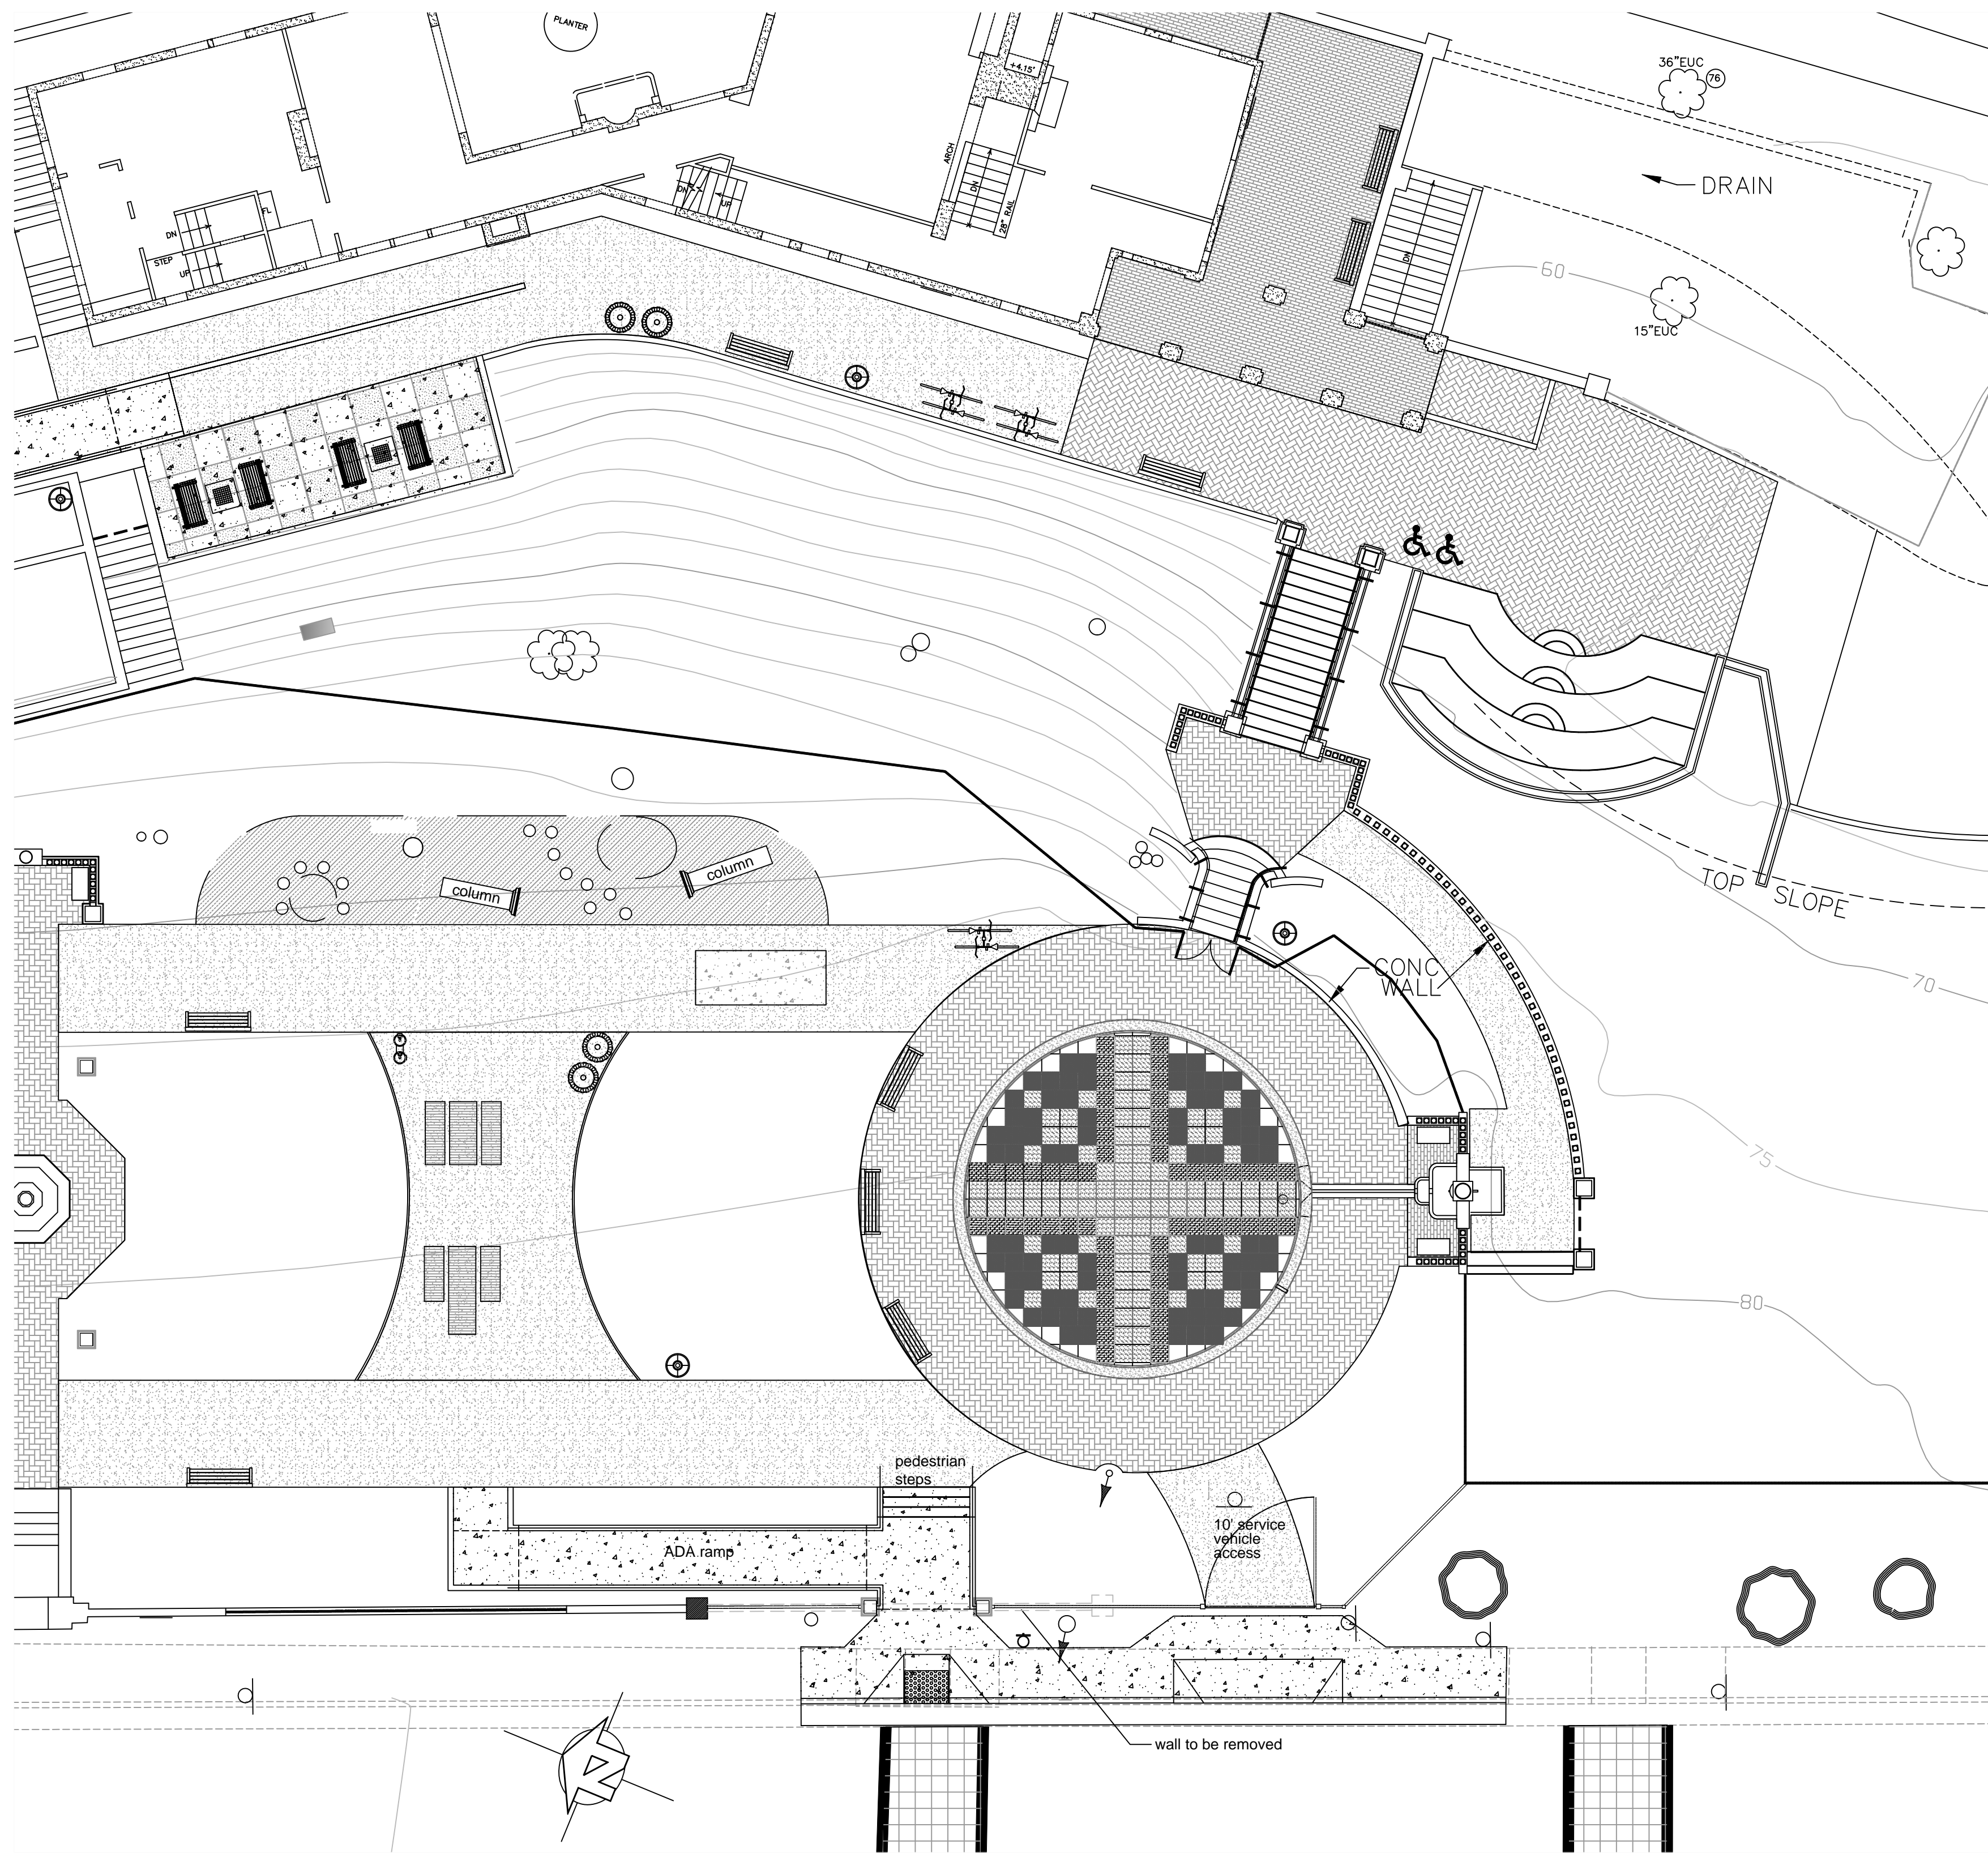 PLANTER
+4.15'
36"EUC
76
ARCH
DN
28" RAIL
DRAIN
DN
UP
FL
DN
STEP
UP
DN
60
15"EUC
column
column
TOP SLOPE
CONC
WALL
70
75
80
pedestrian
steps
10' service
vehicle
access
ADA ramp
wall to be removed
N